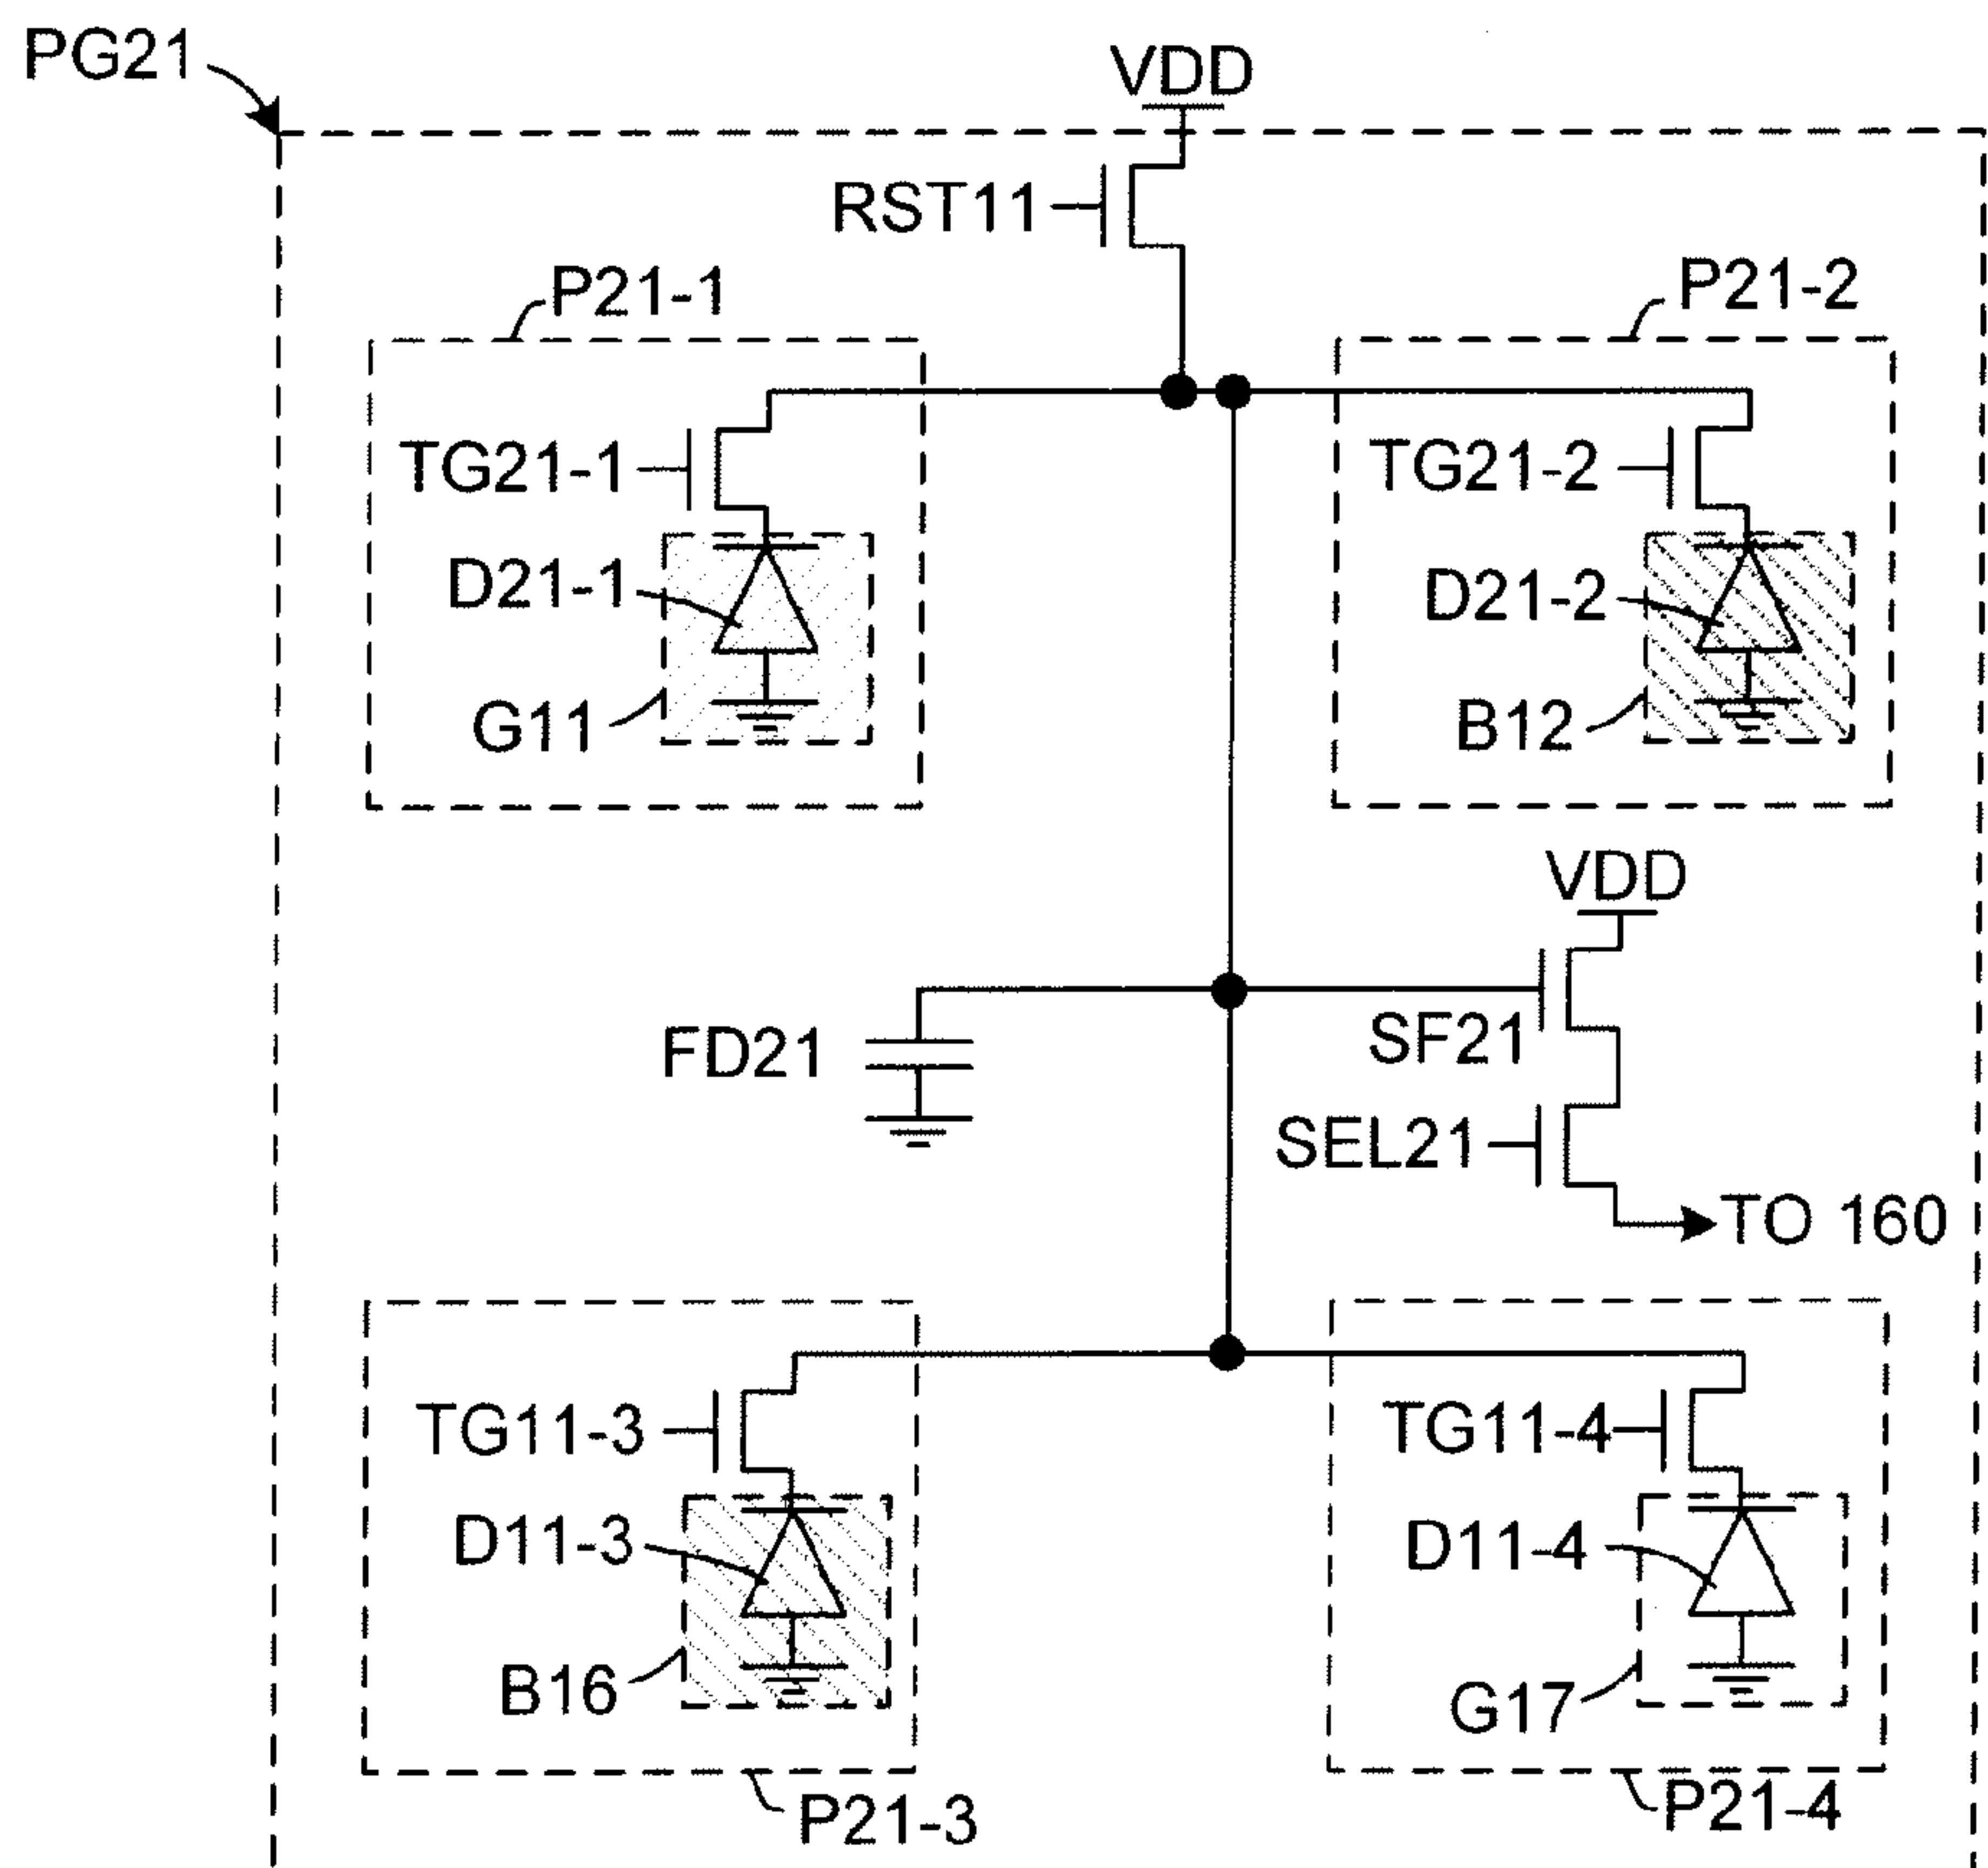 PG21
VDD
RST11
P21-1
P21-2
TG21-1
TG21-2
D21-1
D21-2
G11
B12
VDD
FD21
SF21
SEL21
TO 160
TG11-3
TG11-4
D11-3
D11-4
B16
G17
P21-3
P21-4